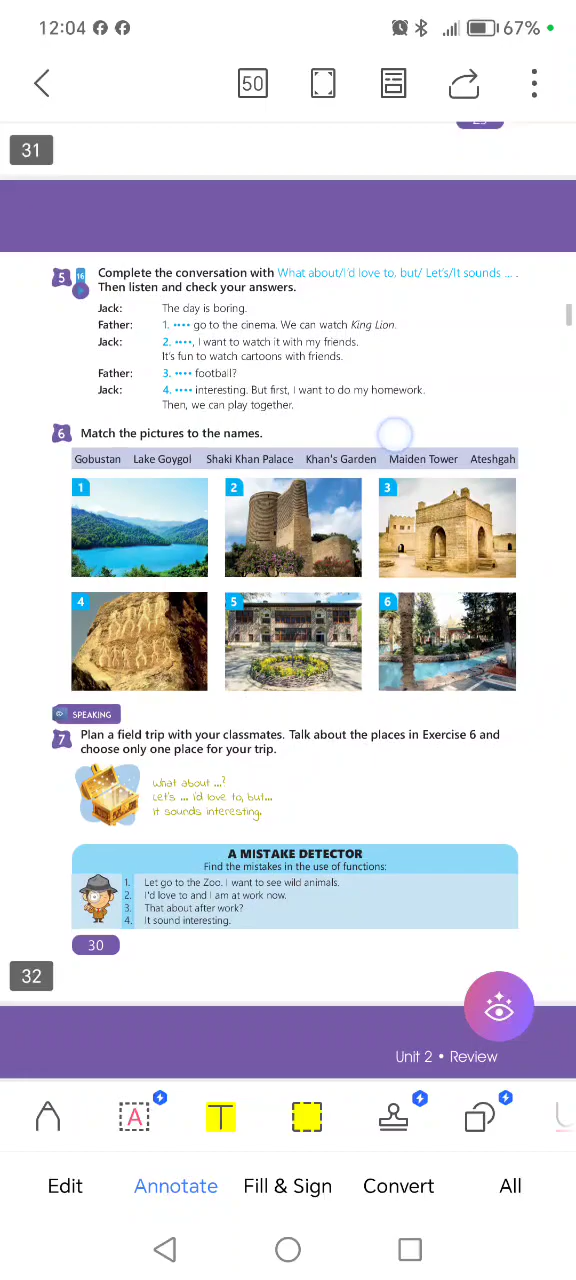 12:04
67%
50
31
5 16 Complete the conversation with What about/I'd love to, but/ Let's/It sounds ... .
Then listen and check your answers.
Jack: The day is boring.
Father: 1. •••• go to the cinema. We can watch King Lion.
Jack: 2. ••••, I want to watch it with my friends.
It's fun to watch cartoons with friends.
Father: 3. •••• football?
Jack: 4. •••• interesting. But first, I want to do my homework.
Then, we can play together.
6 Match the pictures to the names.
Gobustan Lake Goygol Shaki Khan Palace Khan's Garden Maiden Tower Ateshgah
1 2 3
4 5 6
SPEAKING
7 Plan a field trip with your classmates. Talk about the places in Exercise 6 and
choose only one place for your trip.
What about ...?
Let's ... I'd love to, but...
It sounds interesting.
A MISTAKE DETECTOR
Find the mistakes in the use of functions:
1. Let go to the Zoo. I want to see wild animals.
2. I'd love to and I am at work now.
3. That about after work?
4. It sound interesting.
30
32
Unit 2 • Review
A T
Edit Annotate Fill & Sign Convert All